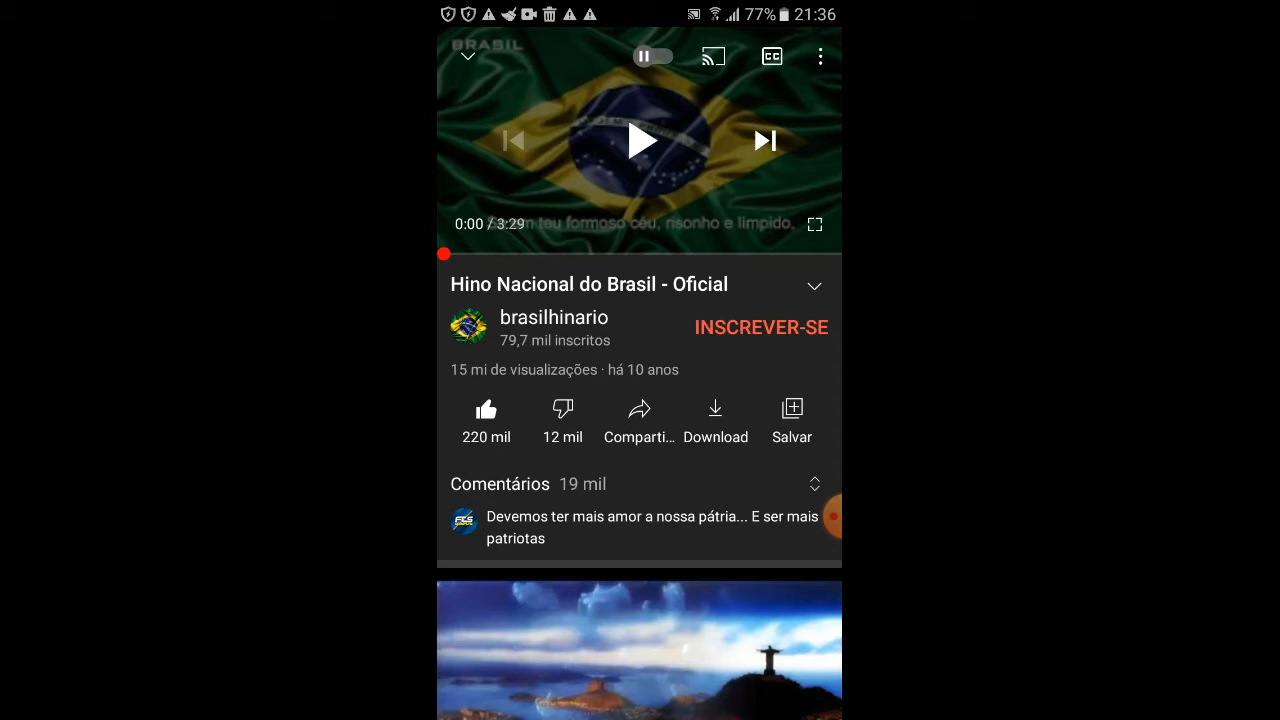 77% 21:36
BRASIL
CC
0:00 / 3:29
teu formoso céu, risonho e límpido,
Hino Nacional do Brasil - Oficial
brasilhinario
INSCREVER-SE
79,7 mil inscritos
15 mi de visualizações · há 10 anos
220 mil
12 mil
Comparti...
Download
Salvar
Comentários 19 mil
Devemos ter mais amor a nossa pátria... E ser mais
patriotas